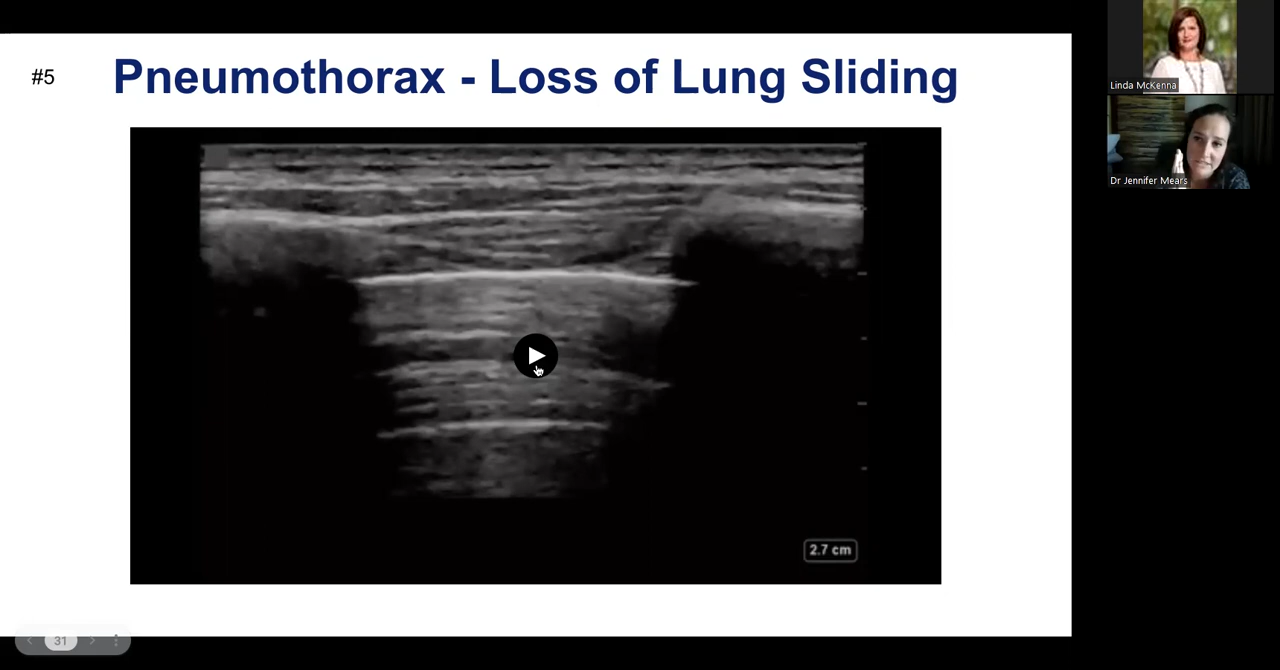 #5
Pneumothorax - Loss of Lung Sliding
2.7 cm
31
Linda McKenna
Dr Jennifer Mears